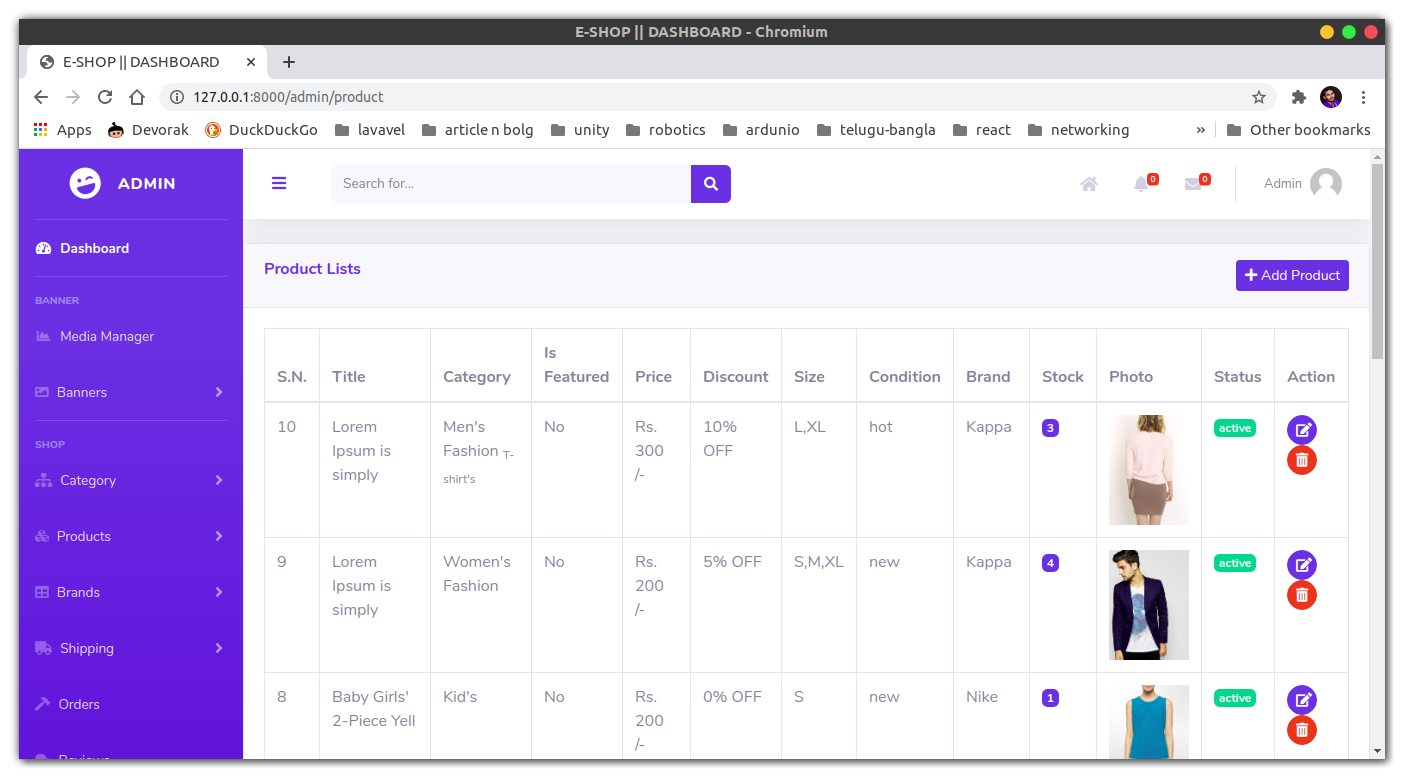 E-SHOP || DASHBOARD - Chromium
E-SHOP || DASHBOARD
127.0.0.1:8000/admin/product
Apps Devorak DuckDuckGo lavavel article n bolg unity robotics ardunio telugu-bangla react networking » Other bookmarks
ADMIN
Search for...
0
0
Admin
Dashboard
BANNER
Media Manager
Banners
SHOP
Category
Products
Brands
Shipping
Orders
Reviews
Product Lists
Add Product
S.N. Title Category Is Featured Price Discount Size Condition Brand Stock Photo Status Action
10 Lorem Men's No Rs. 10% L,XL hot Kappa 3 active
Ipsum is Fashion T- 300 OFF
simply shirt's /-
9 Lorem Women's No Rs. 5% OFF S,M,XL new Kappa 4 active
Ipsum is Fashion 200
simply /-
8 Baby Girls' Kid's No Rs. 0% OFF S new Nike 1 active
2-Piece Yell 200
/-